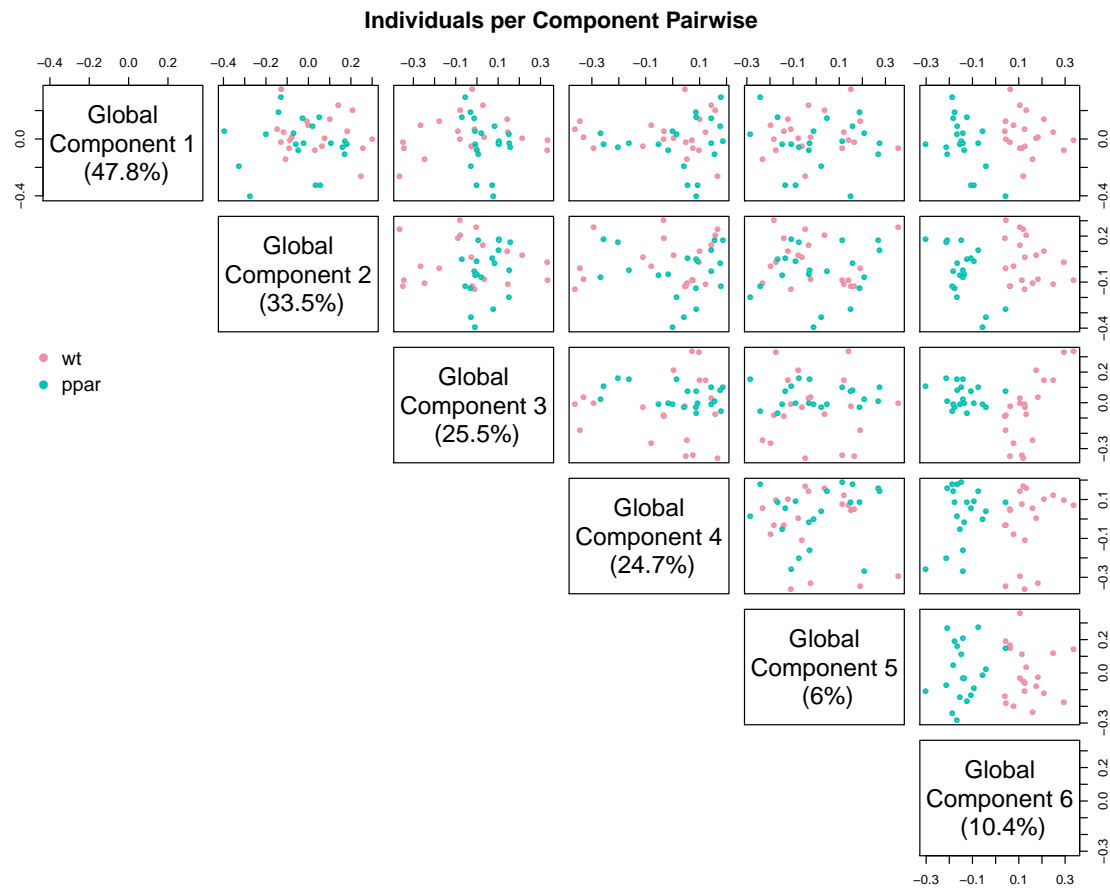 Individuals per Component Pairwise
−0.4 0.0 0.2
−0.4 −0.2 0.0 0.2
−0.3 −0.1 0.1 0.3
−0.3 −0.1 0.1
−0.3 −0.1 0.1 0.3
−0.3 −0.1 0.1 0.3
Global
Component 1
(47.8%)
0.0
−0.4
0.0
−0.4
Global
Component 2
(33.5%)
0.2
−0.1
−0.4
wt
ppar
Global
Component 3
(25.5%)
0.2
0.0
−0.3
Global
Component 4
(24.7%)
0.1
−0.1
−0.3
Global
Component 5
(6%)
0.2
0.0
−0.3
Global
Component 6
(10.4%)
0.2
0.0
−0.3
−0.3 −0.1 0.1 0.3